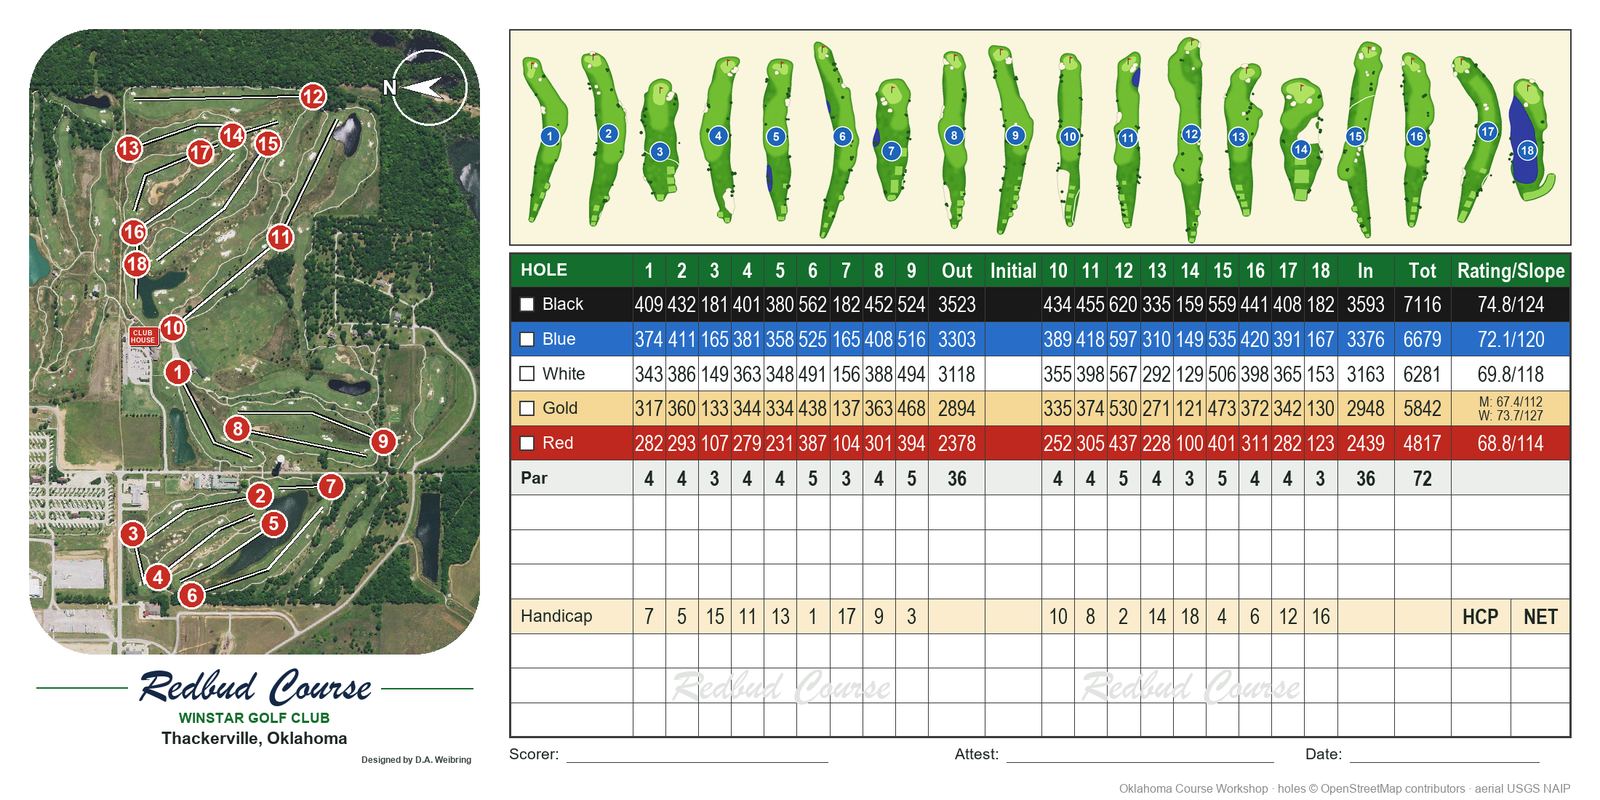 N
12
13
14
17
15
16
18
11
10
CLUB
HOUSE
1
8
9
7
2
5
3
4
6
Redbud Course
WINSTAR GOLF CLUB
Thackerville, Oklahoma
Designed by D.A. Weibring
1 2 3 4 5 6 7 8 9 10 11 12 13 14 15 16 17 18
HOLE 1 2 3 4 5 6 7 8 9 Out Initial 10 11 12 13 14 15 16 17 18 In Tot Rating/Slope
Black 409 432 181 401 380 562 182 452 524 3523 434 455 620 335 159 559 441 408 182 3593 7116 74.8/124
Blue 374 411 165 381 358 525 165 408 516 3303 389 418 597 310 149 535 420 391 167 3376 6679 72.1/120
White 343 386 149 363 348 491 156 388 494 3118 355 398 567 292 129 506 398 365 153 3163 6281 69.8/118
Gold 317 360 133 344 334 438 137 363 468 2894 335 374 530 271 121 473 372 342 130 2948 5842 M: 67.4/112
W: 73.7/127
Red 282 293 107 279 231 387 104 301 394 2378 252 305 437 228 100 401 311 282 123 2439 4817 68.8/114
Par 4 4 3 4 4 5 3 4 5 36 4 4 5 4 3 5 4 4 3 36 72
Handicap 7 5 15 11 13 1 17 9 3 10 8 2 14 18 4 6 12 16 HCP NET
Redbud Course Redbud Course
Scorer: Attest: Date:
Oklahoma Course Workshop · holes © OpenStreetMap contributors · aerial USGS NAIP